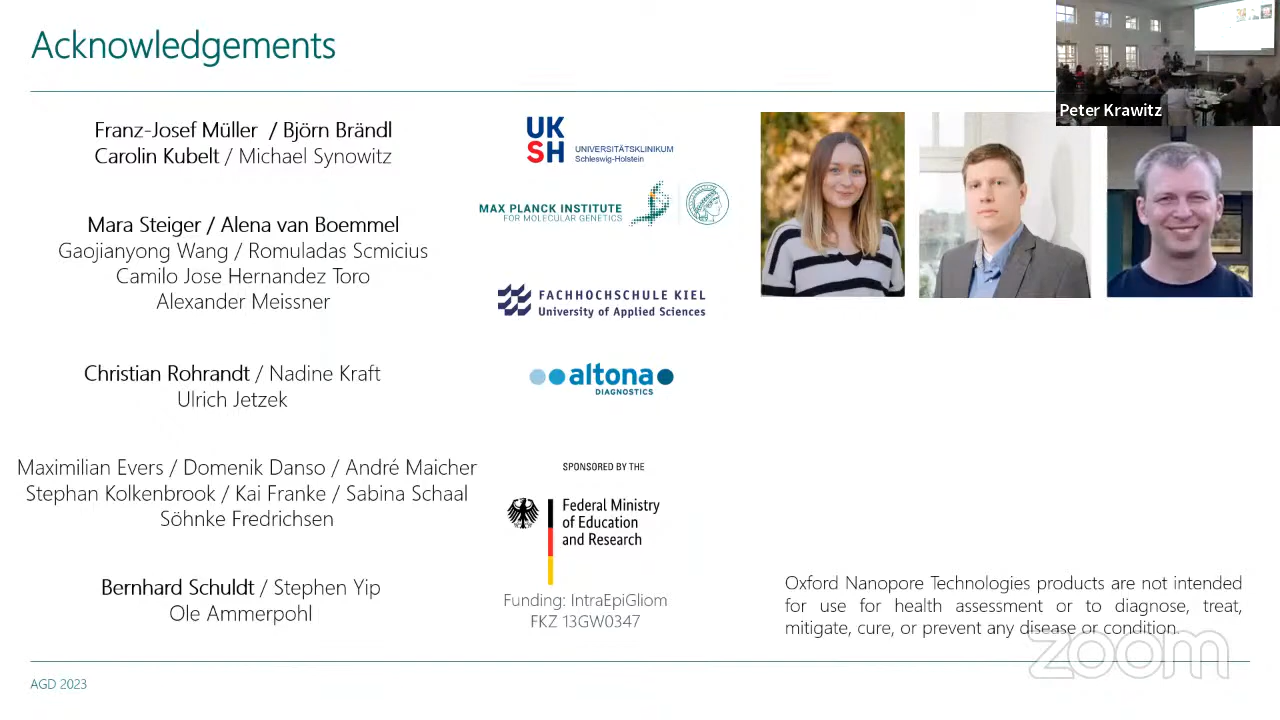 Acknowledgements
Peter Krawitz
Franz-Josef Müller / Björn Brändl
Carolin Kubelt / Michael Synowitz
UK
SH
UNIVERSITÄTSKLINIKUM
Schleswig-Holstein
MAX PLANCK INSTITUTE
FOR MOLECULAR GENETICS
Mara Steiger / Alena van Boemmel
Gaojianyong Wang / Romuladas Scmicius
Camilo Jose Hernandez Toro
Alexander Meissner
FACHHOCHSCHULE KIEL
University of Applied Sciences
Christian Rohrandt / Nadine Kraft
Ulrich Jetzek
altona
DIAGNOSTICS
Maximilian Evers / Domenik Danso / André Maicher
Stephan Kolkenbrook / Kai Franke / Sabina Schaal
Söhnke Fredrichsen
SPONSORED BY THE
Federal Ministry
of Education
and Research
Bernhard Schuldt / Stephen Yip
Ole Ammerpohl
Funding: IntraEpiGliom
FKZ 13GW0347
Oxford Nanopore Technologies products are not intended
for use for health assessment or to diagnose, treat,
mitigate, cure, or prevent any disease or condition.
zoom
AGD 2023